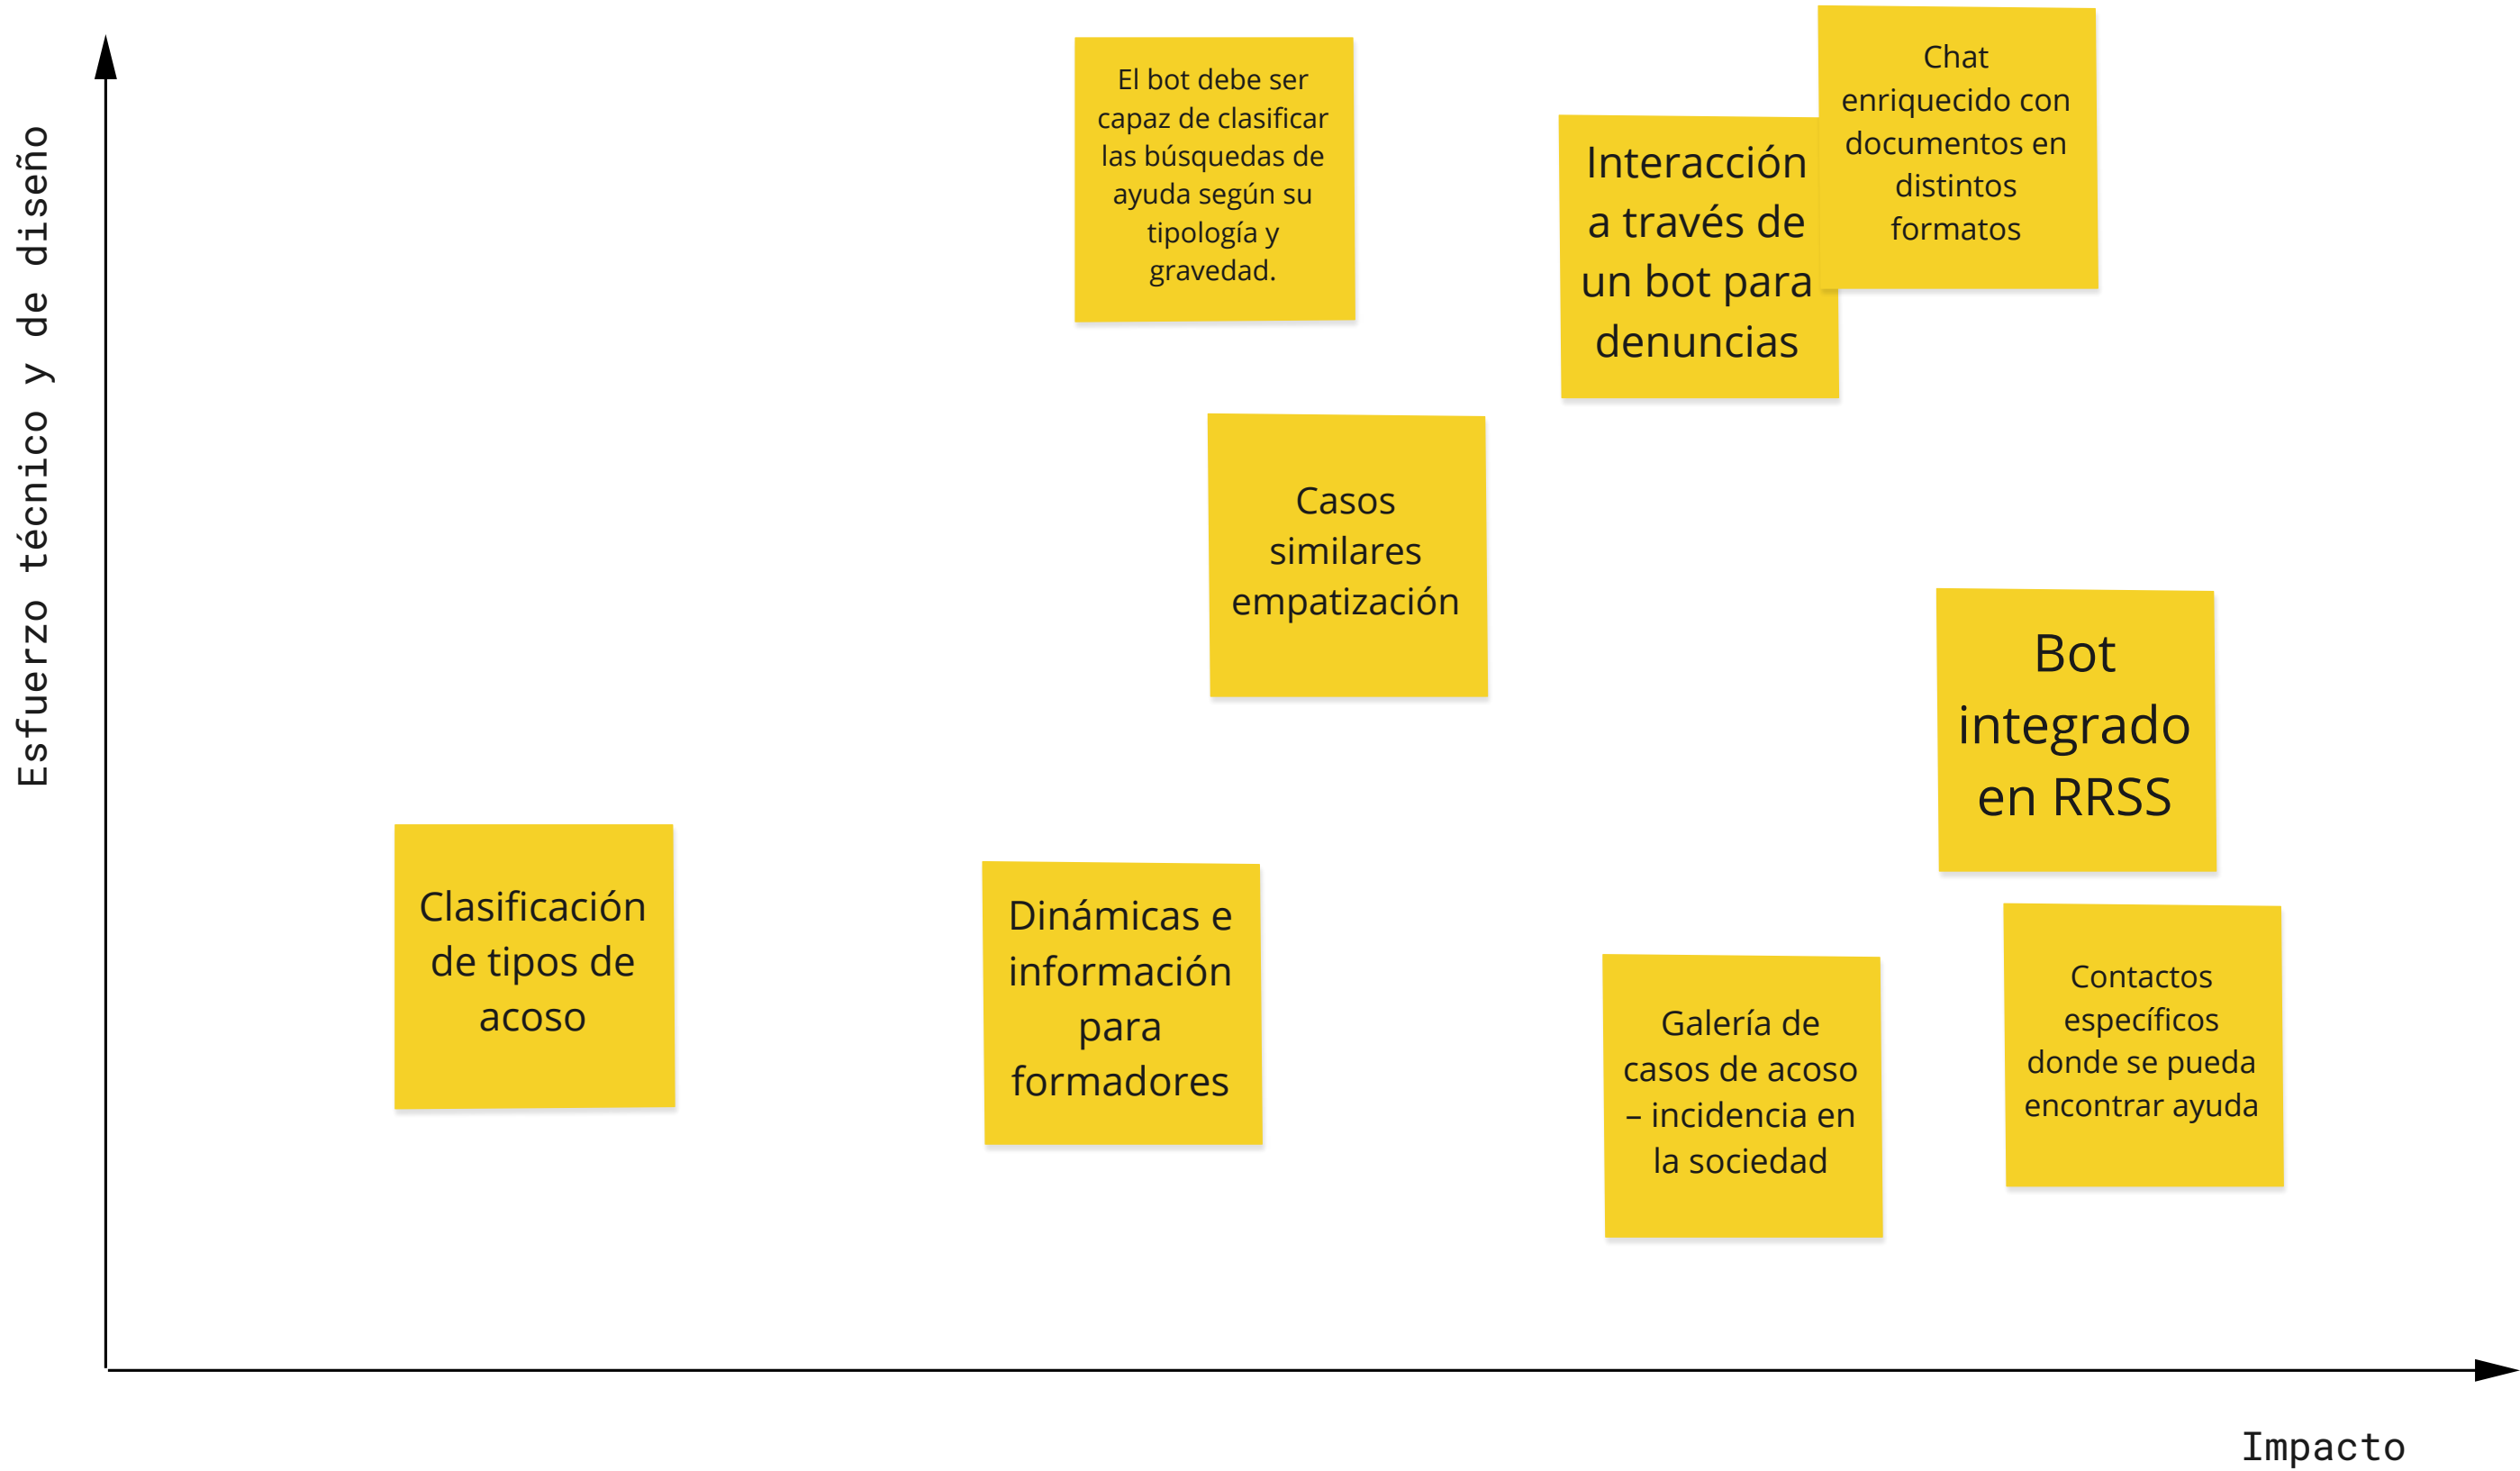 Esfuerzo técnico y de diseño
El bot debe ser
capaz de clasificar
las búsquedas de
ayuda según su
tipología y
gravedad.
Interacción
a través de
un bot para
denuncias
Chat
enriquecido con
documentos en
distintos
formatos
Casos
similares
empatización
Bot
integrado
en RRSS
Clasificación
de tipos de
acoso
Dinámicas e
información
para
formadores
Galería de
casos de acoso
– incidencia en
la sociedad
Contactos
específicos
donde se pueda
encontrar ayuda
Impacto